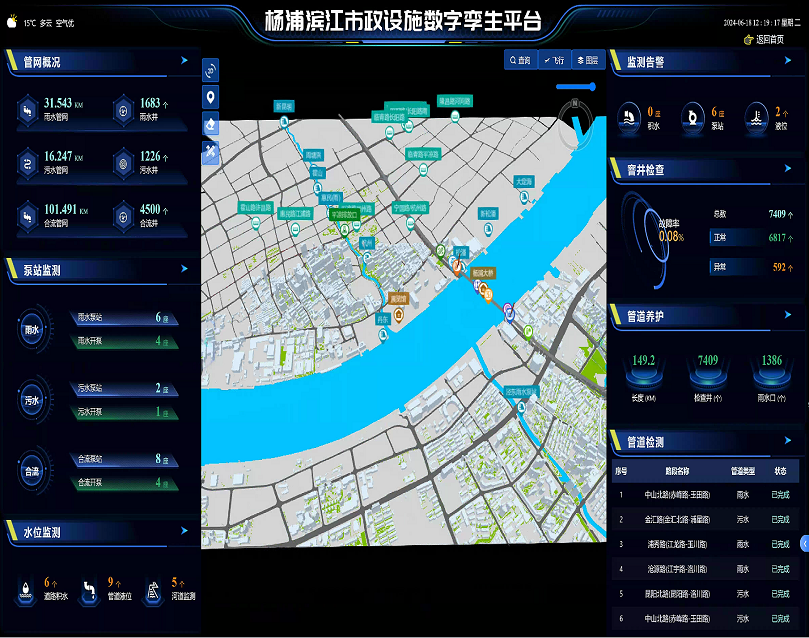 15℃ 多云 空气优
杨浦滨江市政设施数字孪生平台
2024-06-18 12:19:17 星期二
返回首页
管网概况
31.543 KM
雨水管网
1683 个
雨水井
16.247 KM
污水管网
1226 个
污水井
101.491 KM
合流管网
4500 个
合流井
泵站监测
雨水
雨水泵站 6 座
雨水开泵 4 座
污水
污水泵站 2 座
污水开泵 1 座
合流
合流泵站 8 座
合流开泵 4 座
水位监测
6 个
道路积水
9 个
管道液位
5 个
河道监测
查询
飞行
图层
N
大定海
松潘
杭州
丹东
监测告警
0 座
积水
6 座
泵站
2 个
液位
窨井检查
故障率
0.08%
总数 7409 个
正常 6817 个
异常 592 个
管道养护
149.2
长度 (KM)
7409
检查井 (个)
1386
雨水口 (个)
管道检测
序号 路段名称 管道类型 状态
1 中山北路(赤峰路-玉田路) 雨水 已完成
2 金汇路(金汇北路-浦星路) 污水 已完成
3 浦秀路(江龙路-玉川路) 雨水 已完成
4 沧源路(江宇路-洛川路) 雨水 已完成
5 昆阳北路(昆阳路-洛川路) 污水 已完成
6 中山北路(赤峰路-玉田路) 污水 已完成